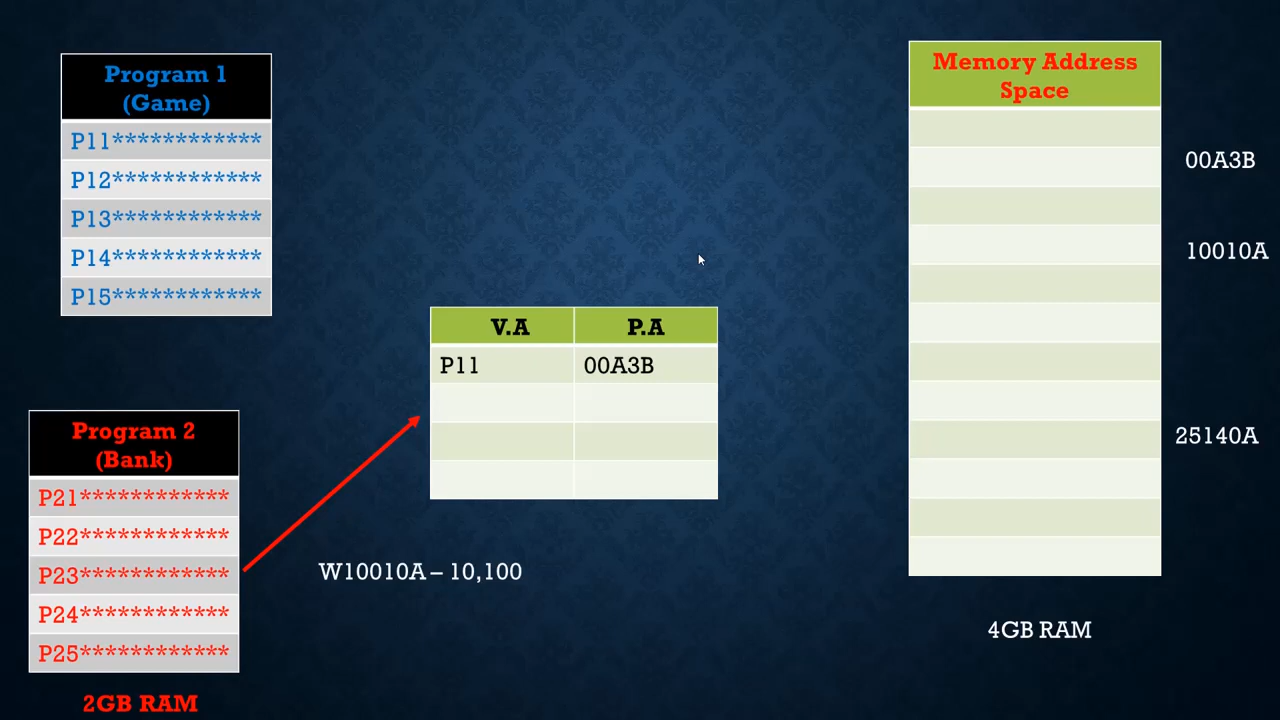 Program 1
(Game)
P11************
P12************
P13************
P14************
P15************
Program 2
(Bank)
P21************
P22************
P23************
P24************
P25************
2GB RAM
V.A P.A
P11 00A3B
W10010A – 10,100
Memory Address
Space
00A3B
10010A
25140A
4GB RAM